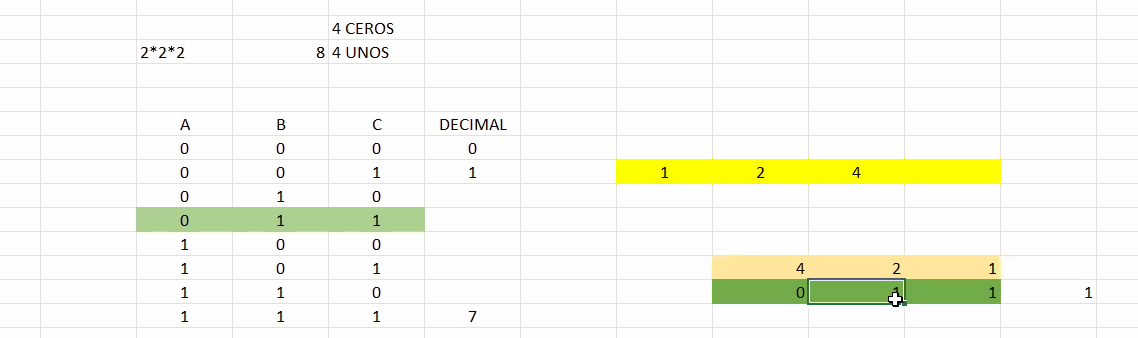 4 CEROS
2*2*2 8 4 UNOS
A B C DECIMAL
0 0 0 0
0 0 1 1 1 2 4
0 1 0
0 1 1
1 0 0
1 0 1 4 2 1
1 1 0 0 1 1 1
1 1 1 7